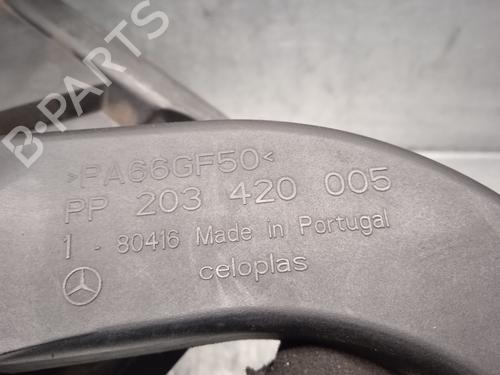 B-PARTS
>PA66GF50<
PP 203 420 005
1 - 80416 Made in Portugal
celoplas